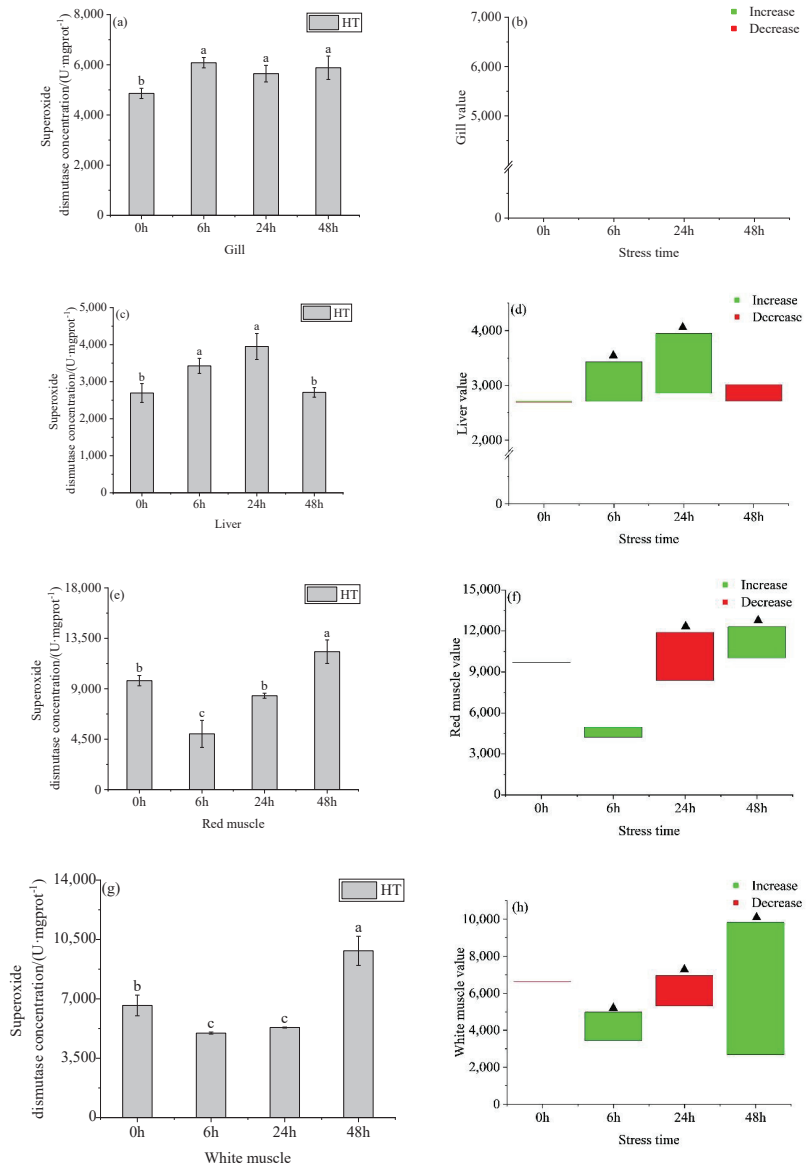 (a)
HT
8,000
6,000
4,000
2,000
0
Superoxide
dismutase concentration/(U·mgprot⁻¹)
b
a
a
a
0h
6h
24h
48h
Gill
(b)
Increase
Decrease
7,000
6,000
5,000
0
Gill value
0h
6h
24h
48h
Stress time
(c)
HT
5,000
4,000
3,000
2,000
1,000
0
Superoxide
dismutase concentration/(U·mgprot⁻¹)
b
a
a
b
0h
6h
24h
48h
Liver
(d)
Increase
Decrease
4,000
3,000
2,000
0
Liver value
0h
6h
24h
48h
Stress time
(e)
HT
18,000
13,500
9,000
4,500
0
Superoxide
dismutase concentration/(U·mgprot⁻¹)
b
c
b
a
0h
6h
24h
48h
Red muscle
(f)
Increase
Decrease
15,000
12,000
9,000
6,000
3,000
0
Red muscle value
0h
6h
24h
48h
Stress time
(g)
HT
14,000
10,500
7,000
3,500
0
Superoxide
dismutase concentration/(U·mgprot⁻¹)
b
c
c
a
0h
6h
24h
48h
White muscle
(h)
Increase
Decrease
10,000
8,000
6,000
4,000
2,000
0
White muscle value
0h
6h
24h
48h
Stress time